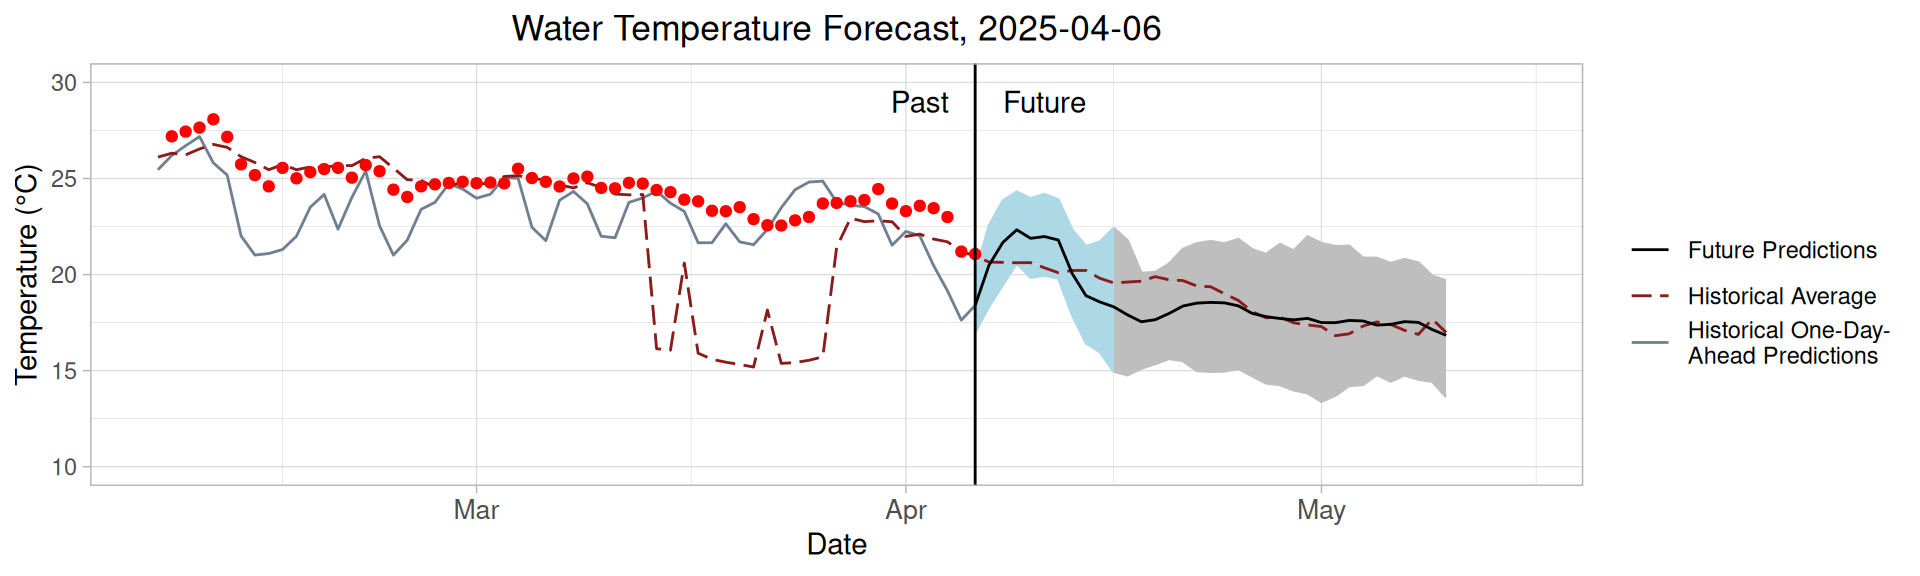 Water Temperature Forecast, 2025-04-06
30
25
20
15
10
Temperature (°C)
Past
Future
Mar
Apr
May
Date
Future Predictions
Historical Average
Historical One-Day-
Ahead Predictions